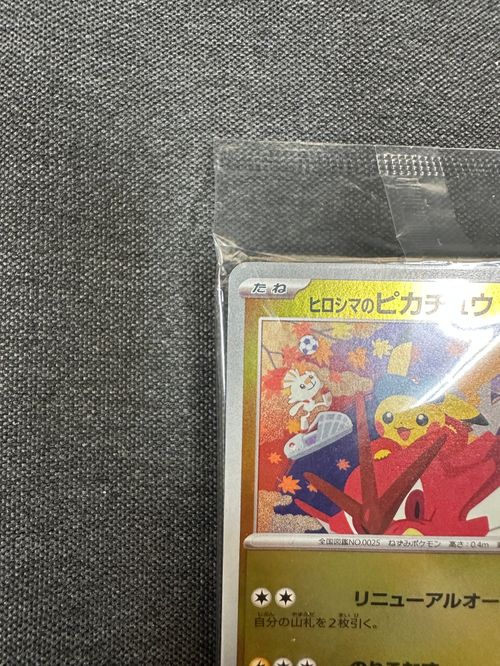 たね
ヒロシマのピカチュウ
全国図鑑NO.0025 ねずみポケモン 高さ:0.4m
リニューアルオー
自分の山札を2枚引く。